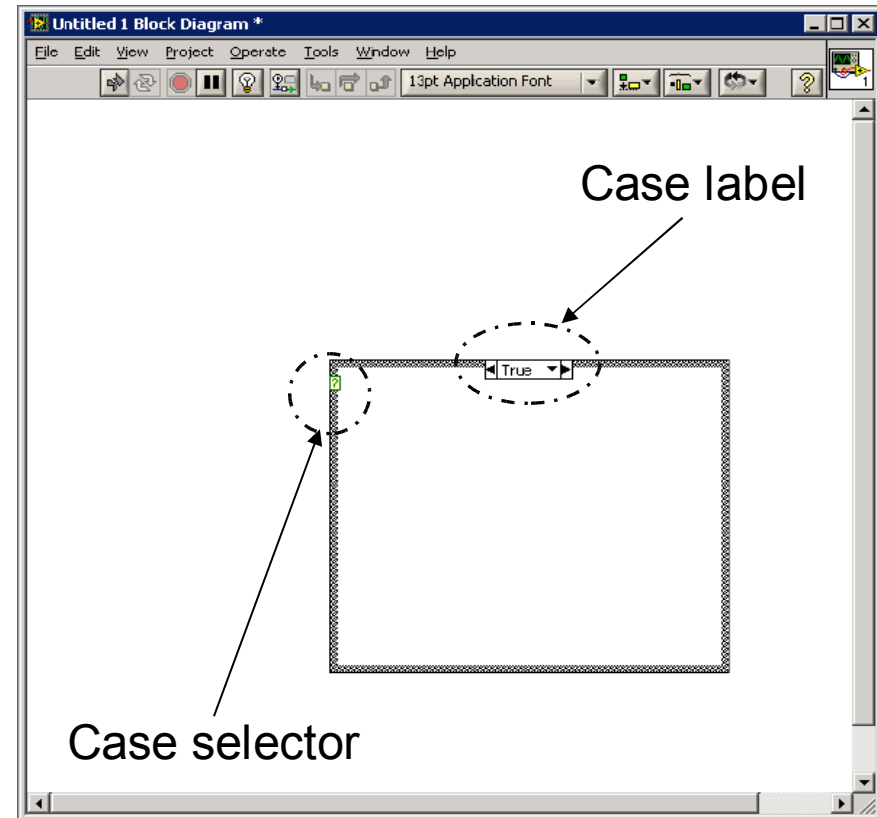 Untitled 1 Block Diagram *
File Edit View Project Operate Tools Window Help
13pt Application Font
?
1
Case label
True
?
Case selector